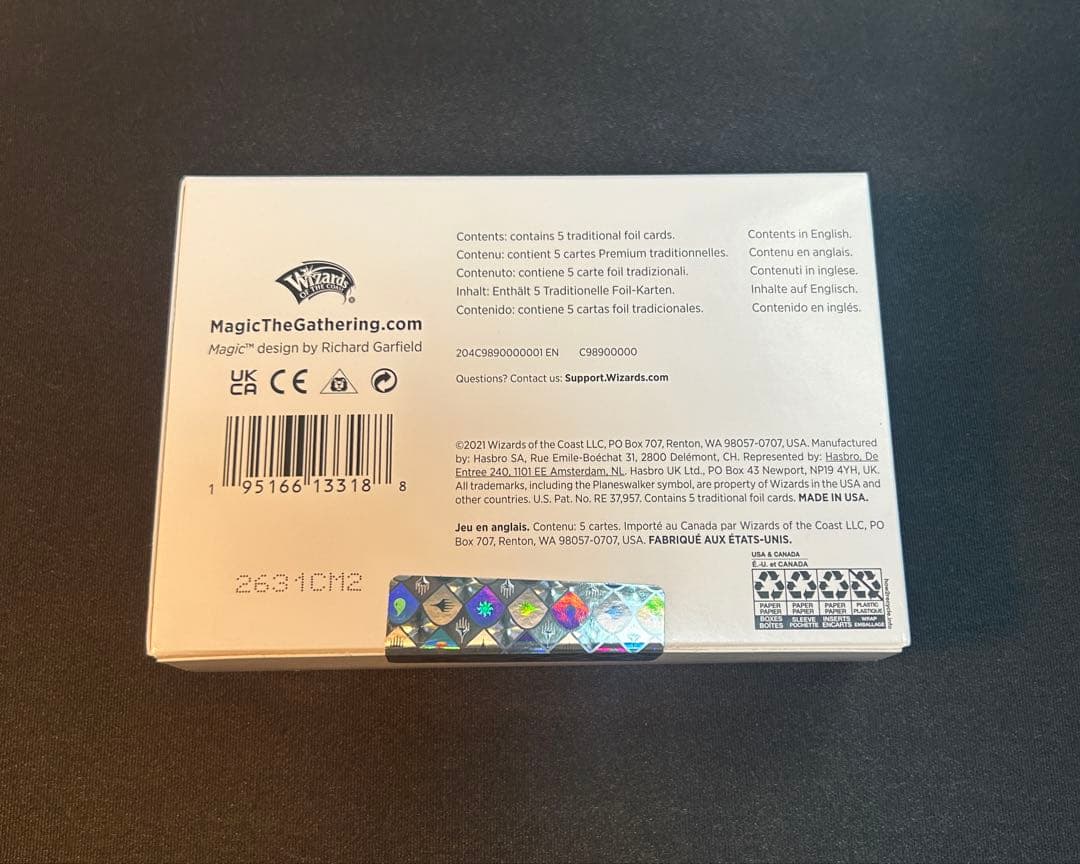 Wizards
OF THE COAST
MagicTheGathering.com
Magic™ design by Richard Garfield
UK
CA CE
1 95166 13318 8
2631CM2
Contents: contains 5 traditional foil cards.
Contenu: contient 5 cartes Premium traditionnelles.
Contenuto: contiene 5 carte foil tradizionali.
Inhalt: Enthält 5 Traditionelle Foil-Karten.
Contenido: contiene 5 cartas foil tradicionales.
Contents in English.
Contenu en anglais.
Contenuti in inglese.
Inhalte auf Englisch.
Contenido en inglés.
204C9890000001 EN C98900000
Questions? Contact us: Support.Wizards.com
©2021 Wizards of the Coast LLC, PO Box 707, Renton, WA 98057-0707, USA. Manufactured
by: Hasbro SA, Rue Emile-Boéchat 31, 2800 Delémont, CH. Represented by: Hasbro, De
Entree 240, 1101 EE Amsterdam, NL. Hasbro UK Ltd., PO Box 43 Newport, NP19 4YH, UK.
All trademarks, including the Planeswalker symbol, are property of Wizards in the USA and
other countries. U.S. Pat. No. RE 37,957. Contains 5 traditional foil cards. MADE IN USA.
Jeu en anglais. Contenu: 5 cartes. Importé au Canada par Wizards of the Coast LLC, PO
Box 707, Renton, WA 98057-0707, USA. FABRIQUÉ AUX ÉTATS-UNIS.
USA & CANADA
É.-U. et CANADA
PAPER PAPER PAPER PLASTIC
PAPIER PAPIER PAPIER PLASTIQUE
BOXES SLEEVE INSERTS WRAP
BOÎTES POCHETTE ENCARTS EMBALLAGE
how2recycle.info